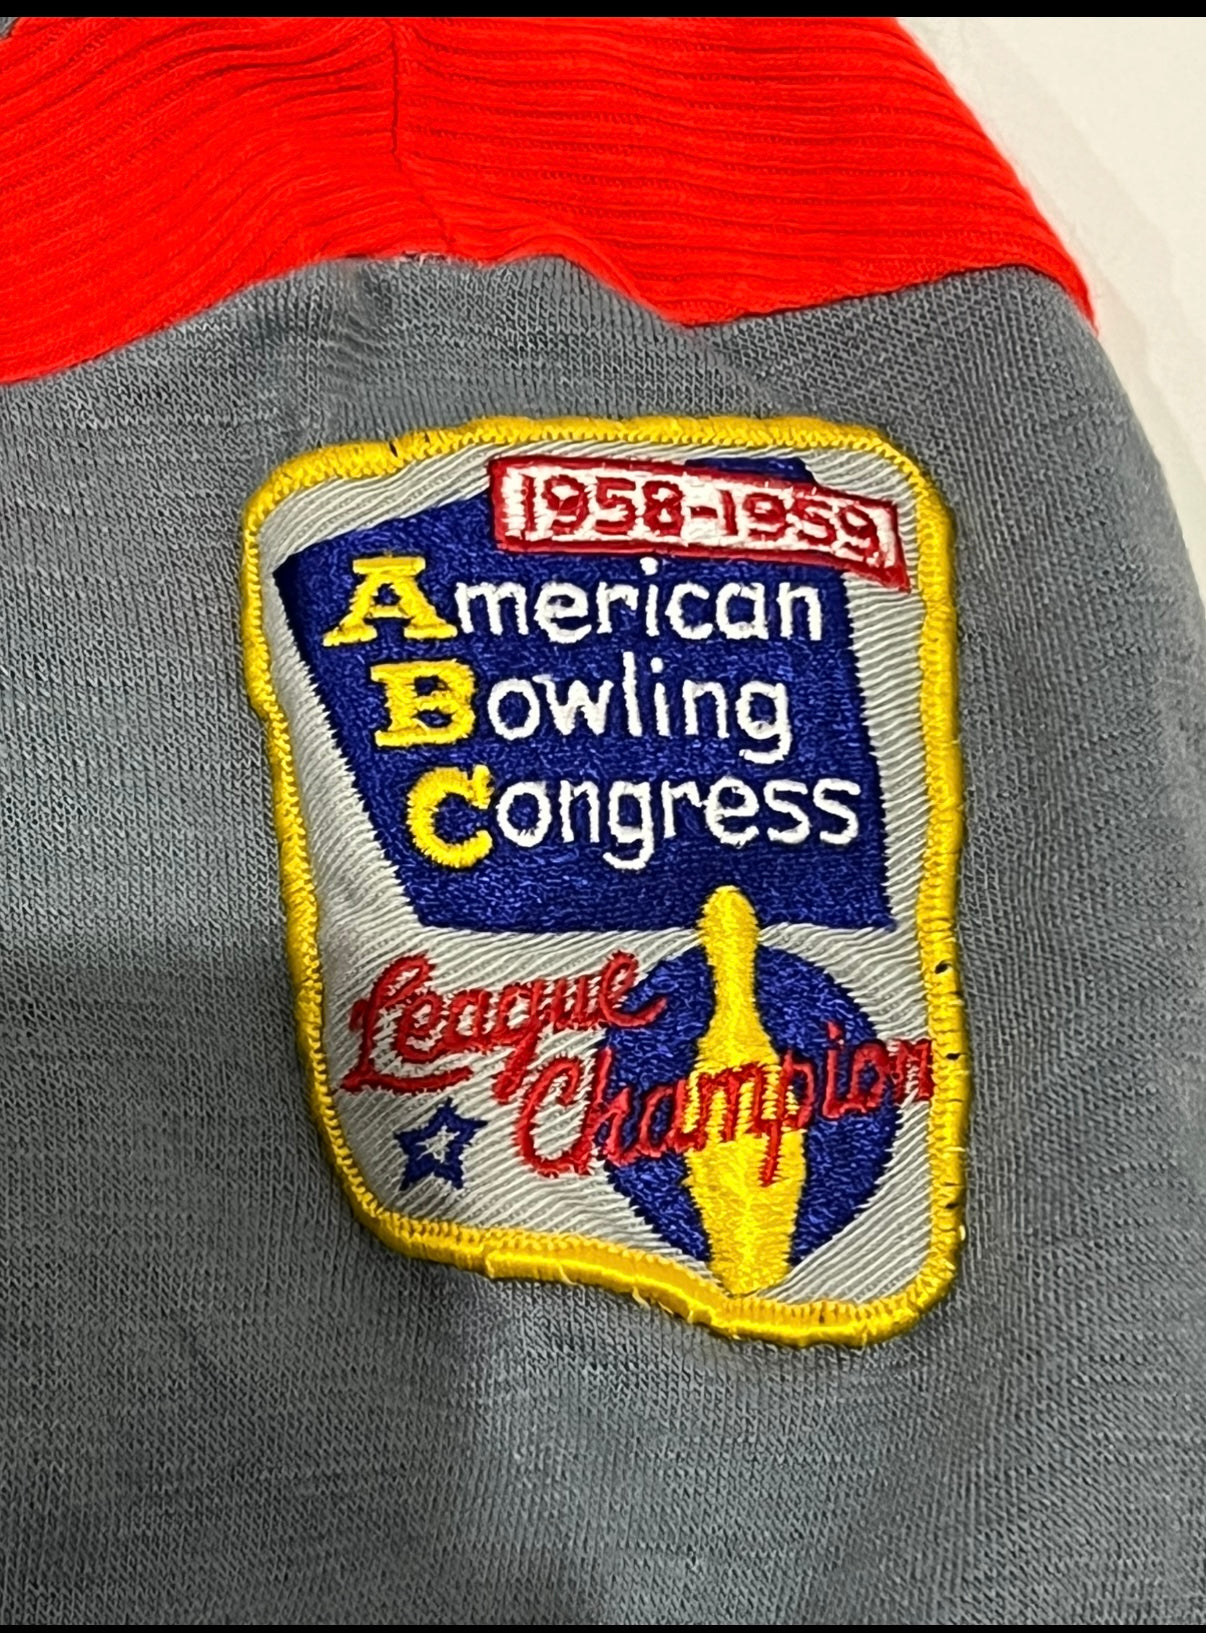 1958-1959
American
Bowling
Congress
League
Champion